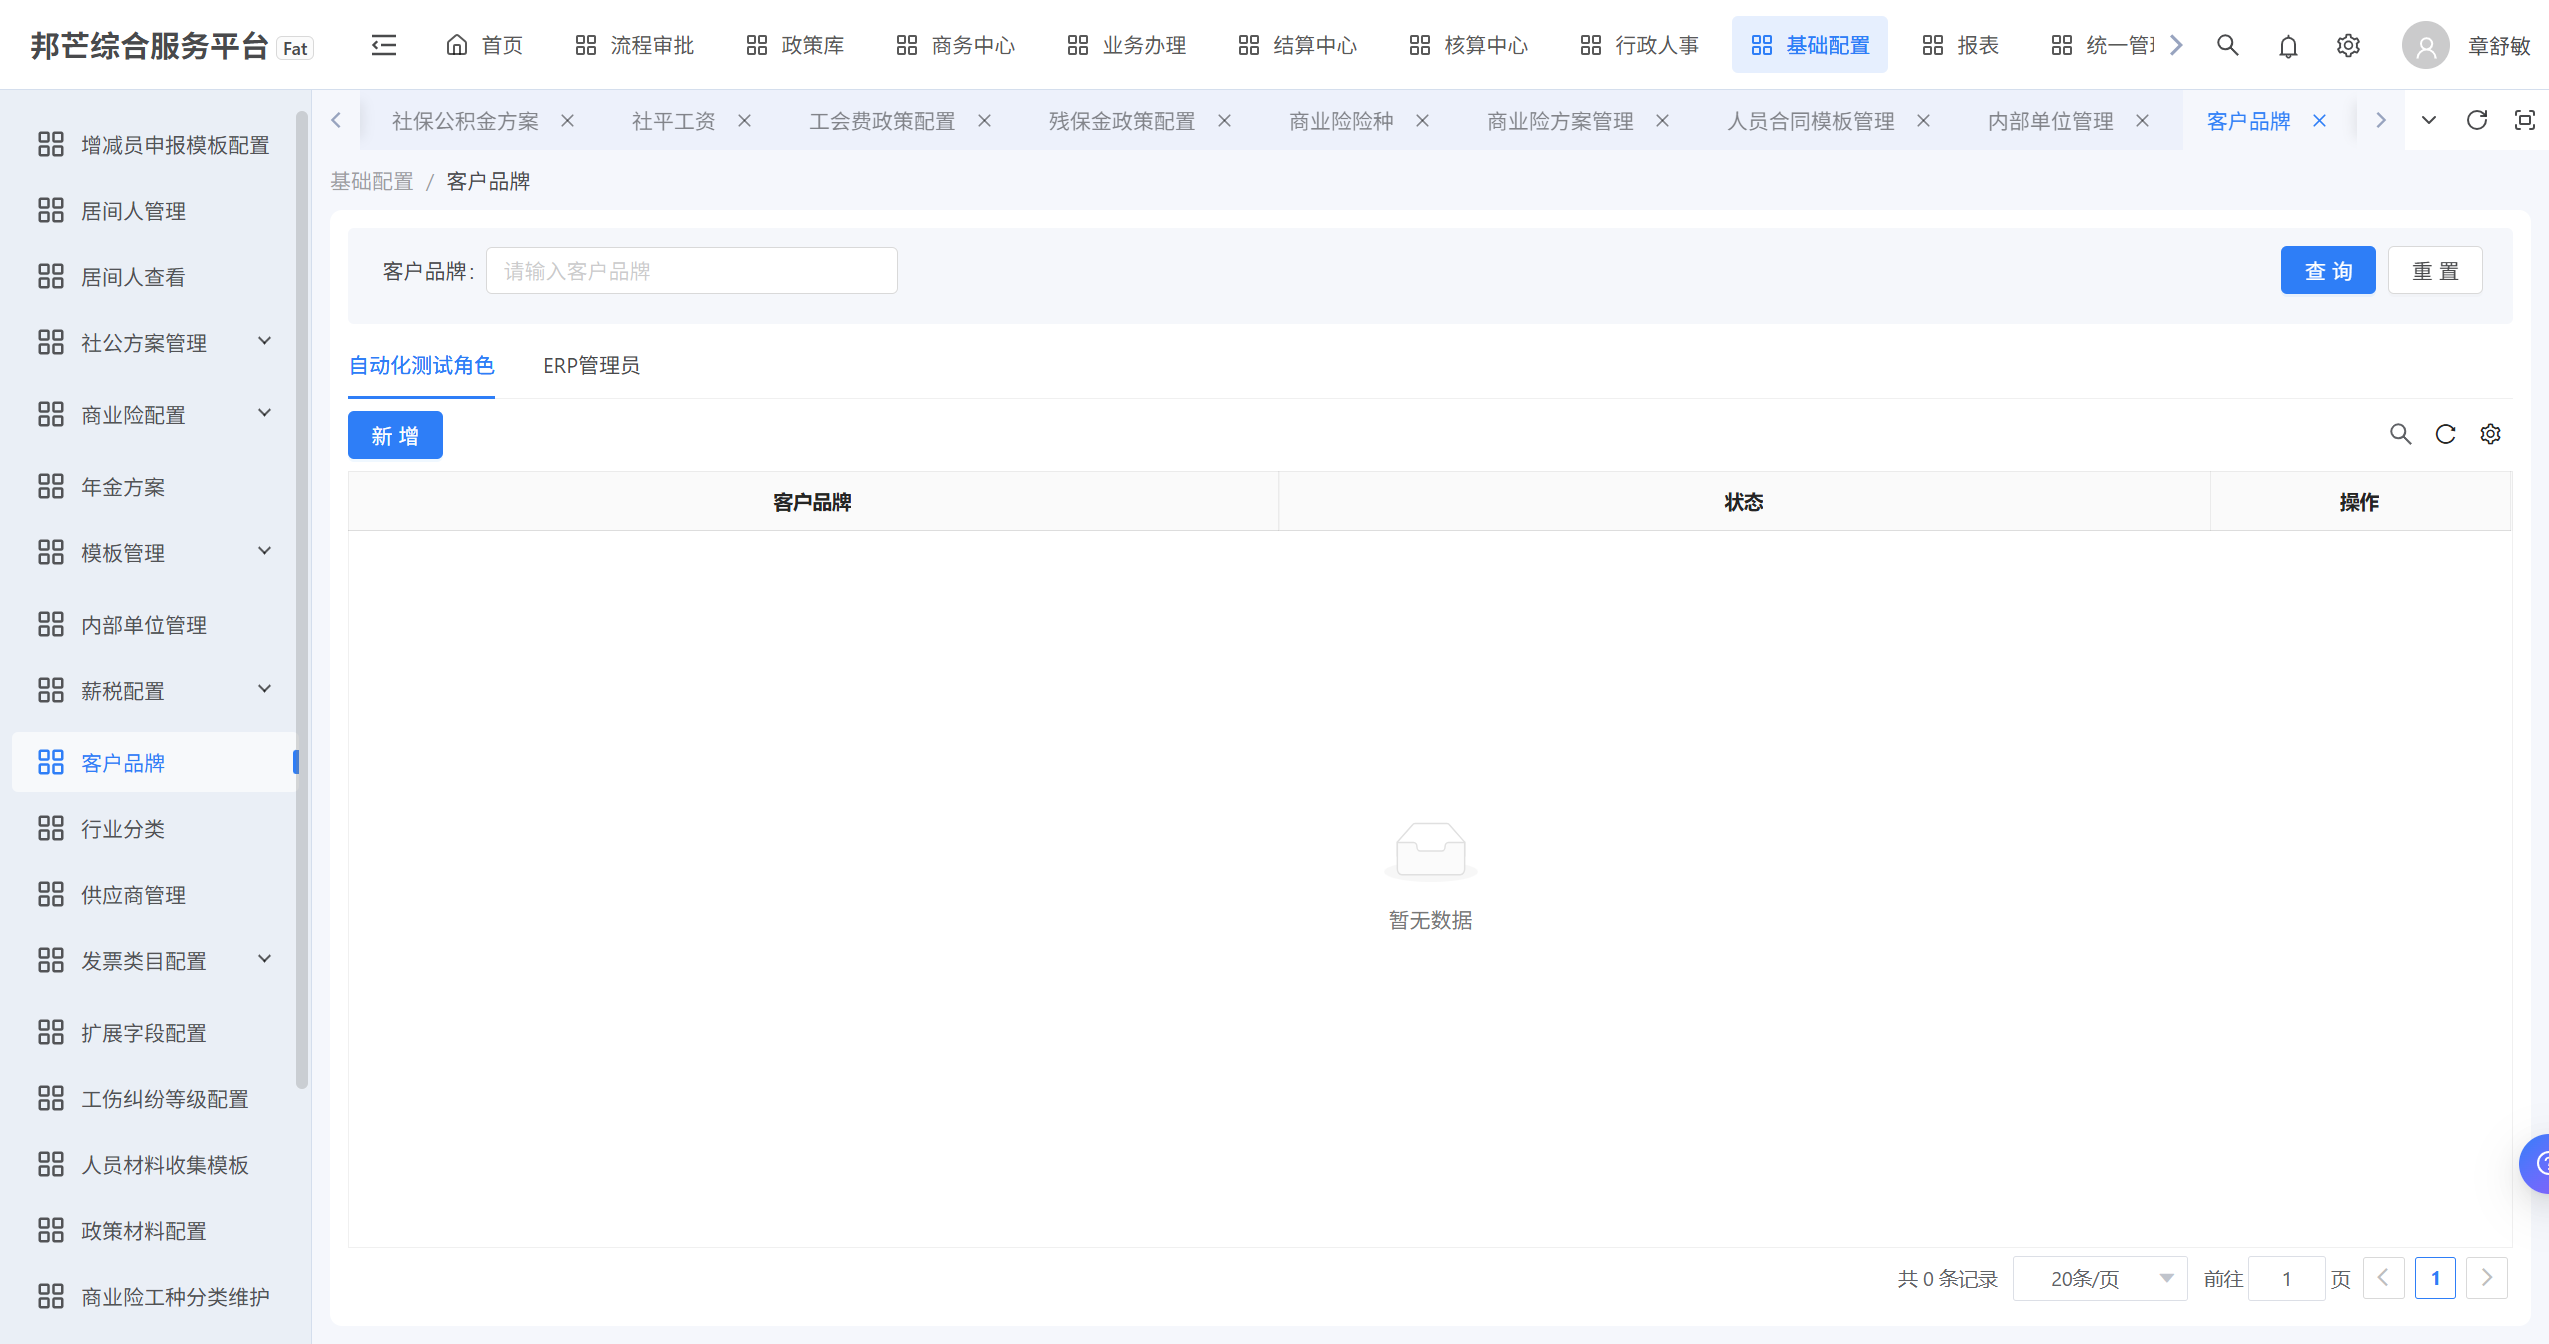 邦芒综合服务平台 Fat
首页 流程审批 政策库 商务中心 业务办理 结算中心 核算中心 行政人事 基础配置 报表 统一管 章舒敏
社保公积金方案 社平工资 工会费政策配置 残保金政策配置 商业险险种 商业险方案管理 人员合同模板管理 内部单位管理 客户品牌
基础配置 / 客户品牌
增减员申报模板配置
居间人管理
居间人查看
社公方案管理
商业险配置
年金方案
模板管理
内部单位管理
薪税配置
客户品牌
行业分类
供应商管理
发票类目配置
扩展字段配置
工伤纠纷等级配置
人员材料收集模板
政策材料配置
商业险工种分类维护
客户品牌: 请输入客户品牌 查询 重置
自动化测试角色 ERP管理员
新增
客户品牌 状态 操作
暂无数据
共 0 条记录 20条/页 前往 1 页 1